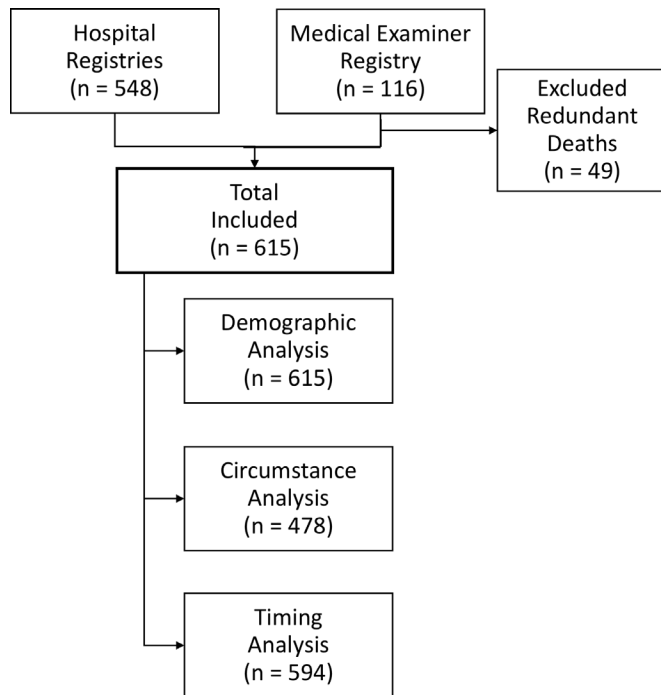 Hospital
Registries
(n = 548)
Medical Examiner
Registry
(n = 116)
Excluded
Redundant
Deaths
(n = 49)
Total
Included
(n = 615)
Demographic
Analysis
(n = 615)
Circumstance
Analysis
(n = 478)
Timing
Analysis
(n = 594)